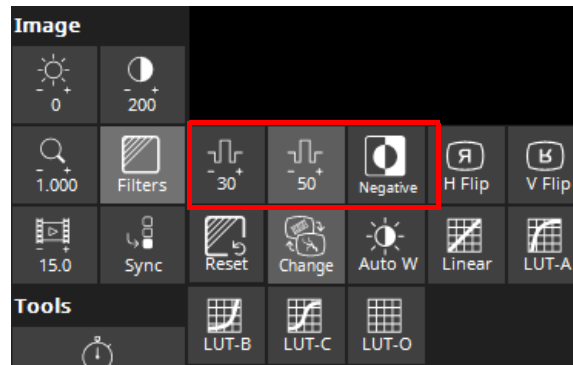 Image
- +
0
- +
200
- +
1.000
Filters
- +
30
- +
50
Negative
Я
H Flip
V Flip
- +
15.0
Sync
Reset
Change
Auto W
Linear
LUT-A
Tools
LUT-B
LUT-C
LUT-O